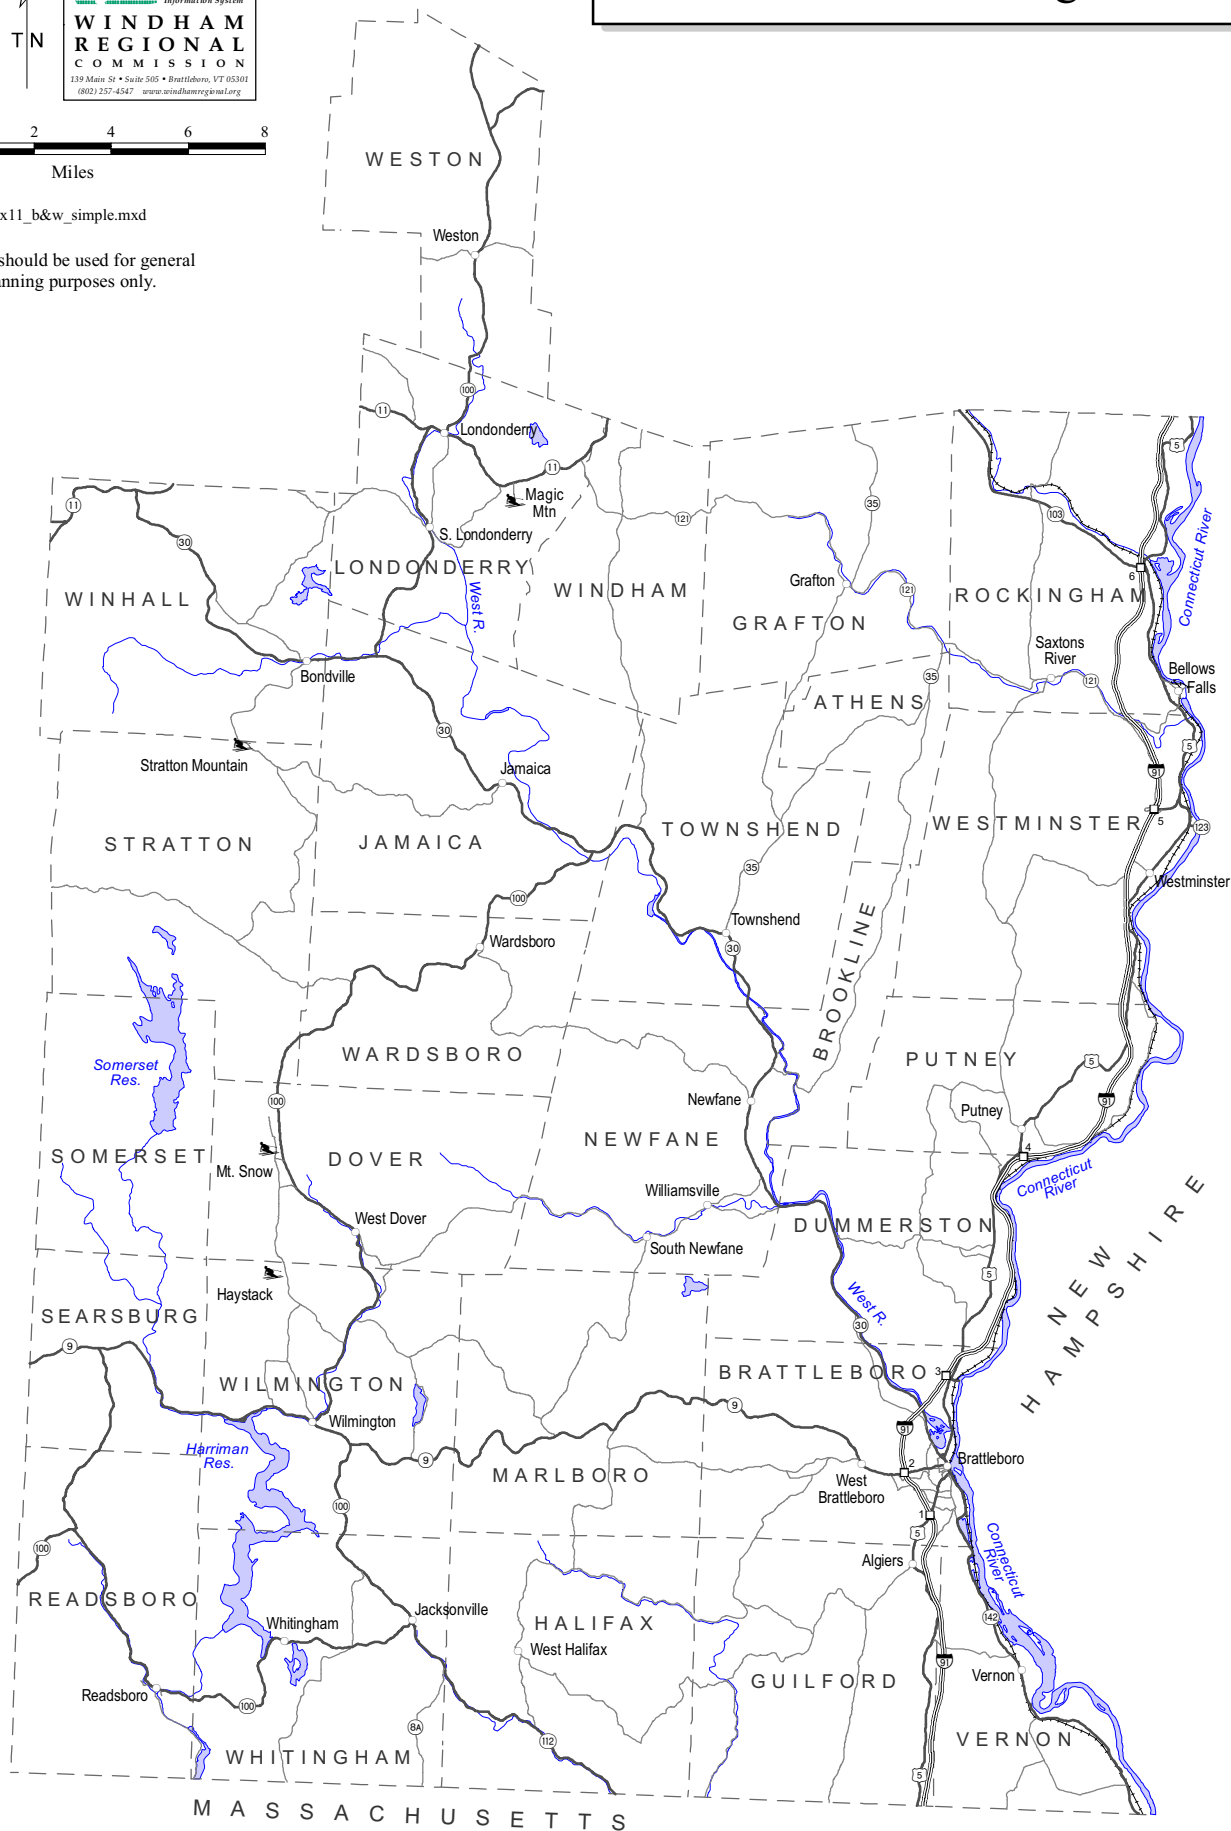 Information System
WINDHAM
REGIONAL
COMMISSION
139 Main St • Suite 505 • Brattleboro, VT 05301
(802) 257-4547 www.windhamregional.org
TN
2 4 6 8
Miles
x11_b&w_simple.mxd
should be used for general
nning purposes only.
WESTON
Weston
100
11
Londonderry
11
Magic
Mtn
S. Londonderry
LONDONDERRY
West R.
11
30
WINHALL
Bondville
WINDHAM
121
35
Grafton
121
GRAFTON
5
103
6
Connecticut River
ROCKINGHAM
Saxtons
River
121
Bellows
Falls
35
ATHENS
30
Stratton Mountain
Jamaica
5
91
5
123
STRATTON
JAMAICA
TOWNSHEND
WESTMINSTER
Westminster
35
100
Townshend
30
Wardsboro
BROOKLINE
WARDSBORO
Somerset
Res.
PUTNEY
5
91
100
Newfane
Putney
NEWFANE
4
SOMERSET
Mt. Snow
DOVER
Connecticut
River
Williamsville
West Dover
DUMMERSTON
South Newfane
5
NEW
HAMPSHIRE
Haystack
West R.
30
SEARSBURG
9
WILMINGTON
BRATTLEBORO
3
Wilmington
9
91
Harriman
Res.
9
MARLBORO
2
Brattleboro
West
Brattleboro
100
1
5
100
Algiers
Connecticut
River
READSBORO
Jacksonville
Whitingham
HALIFAX
West Halifax
142
91
GUILFORD
Vernon
Readsboro
100
8A
112
WHITINGHAM
VERNON
5
MASSACHUSETTS